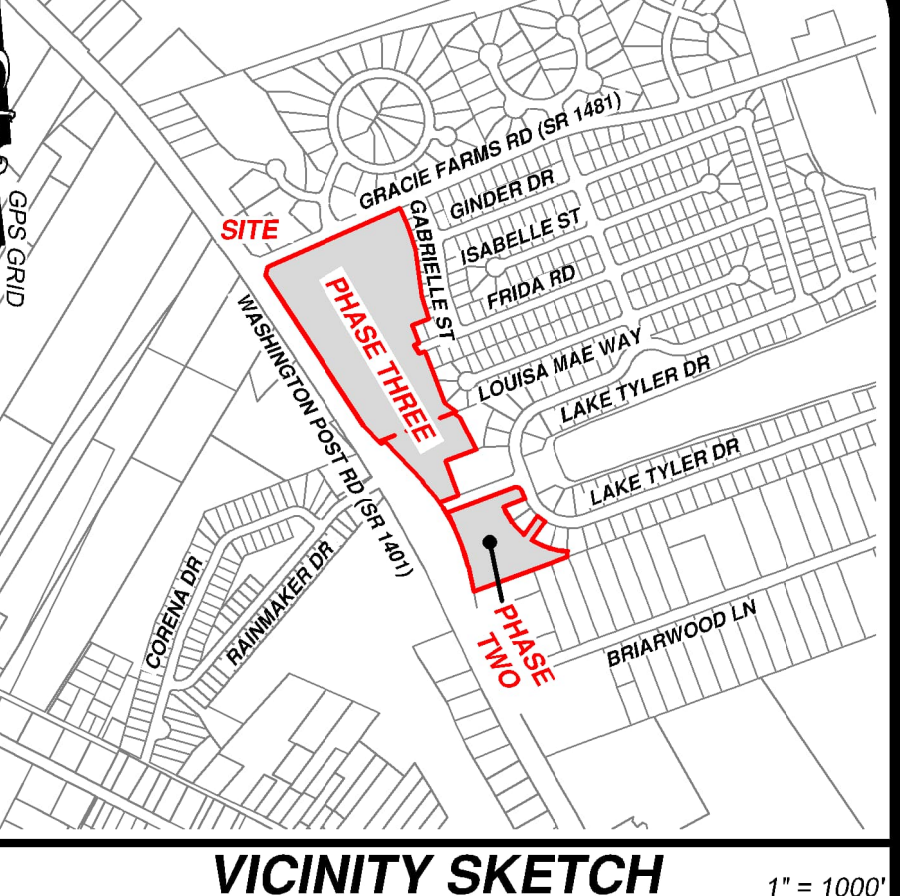 GPS GRID
GRACIE FARMS RD (SR 1481)
GINDER DR
SITE
GABRIELLE ST
ISABELLE ST
FRIDA RD
PHASE THREE
WASHINGTON POST RD (SR 1401)
LOUISA MAE WAY
LAKE TYLER DR
LAKE TYLER DR
CORENA DR
RAINMAKER DR
PHASE
TWO
BRIARWOOD LN
VICINITY SKETCH
1" = 1000'